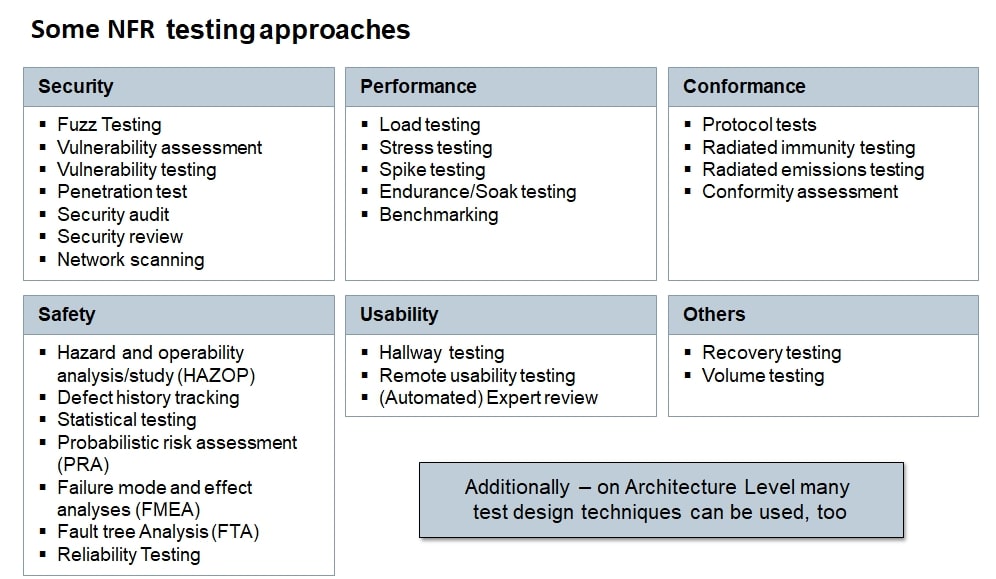 Some NFR testing approaches
Security
▪ Fuzz Testing
▪ Vulnerability assessment
▪ Vulnerability testing
▪ Penetration test
▪ Security audit
▪ Security review
▪ Network scanning
Performance
▪ Load testing
▪ Stress testing
▪ Spike testing
▪ Endurance/Soak testing
▪ Benchmarking
Conformance
▪ Protocol tests
▪ Radiated immunity testing
▪ Radiated emissions testing
▪ Conformity assessment
Safety
▪ Hazard and operability
analysis/study (HAZOP)
▪ Defect history tracking
▪ Statistical testing
▪ Probabilistic risk assessment
(PRA)
▪ Failure mode and effect
analyses (FMEA)
▪ Fault tree Analysis (FTA)
▪ Reliability Testing
Usability
▪ Hallway testing
▪ Remote usability testing
▪ (Automated) Expert review
Others
▪ Recovery testing
▪ Volume testing
Additionally – on Architecture Level many
test design techniques can be used, too